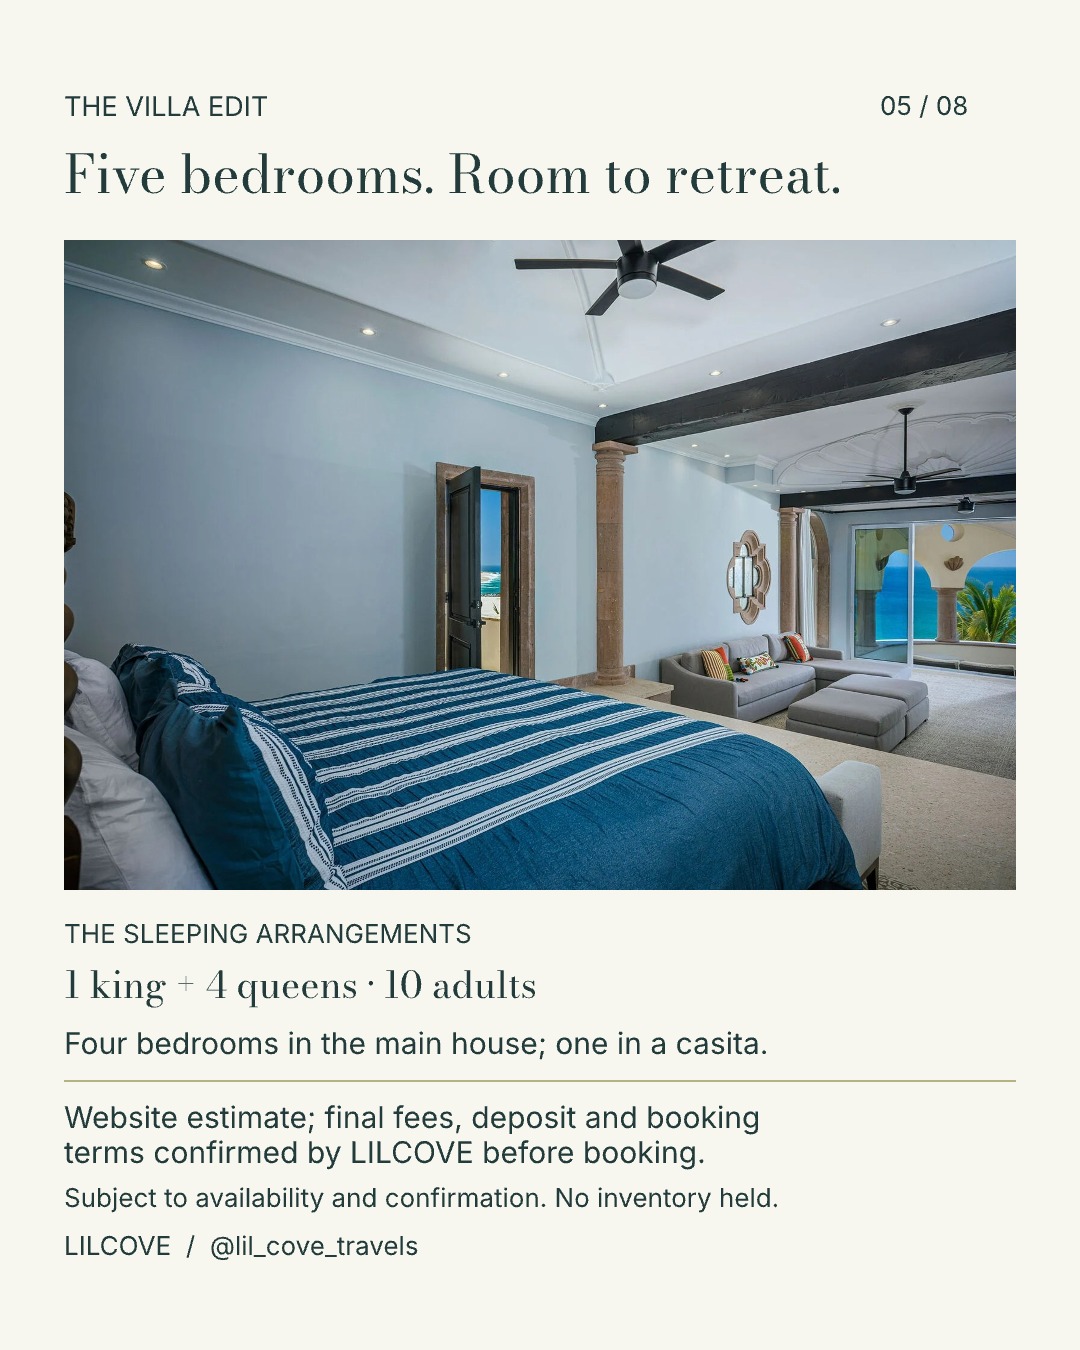 THE VILLA EDIT
05 / 08
Five bedrooms. Room to retreat.
THE SLEEPING ARRANGEMENTS
1 king + 4 queens · 10 adults
Four bedrooms in the main house; one in a casita.
Website estimate; final fees, deposit and booking
terms confirmed by LILCOVE before booking.
Subject to availability and confirmation. No inventory held.
LILCOVE / @lil_cove_travels